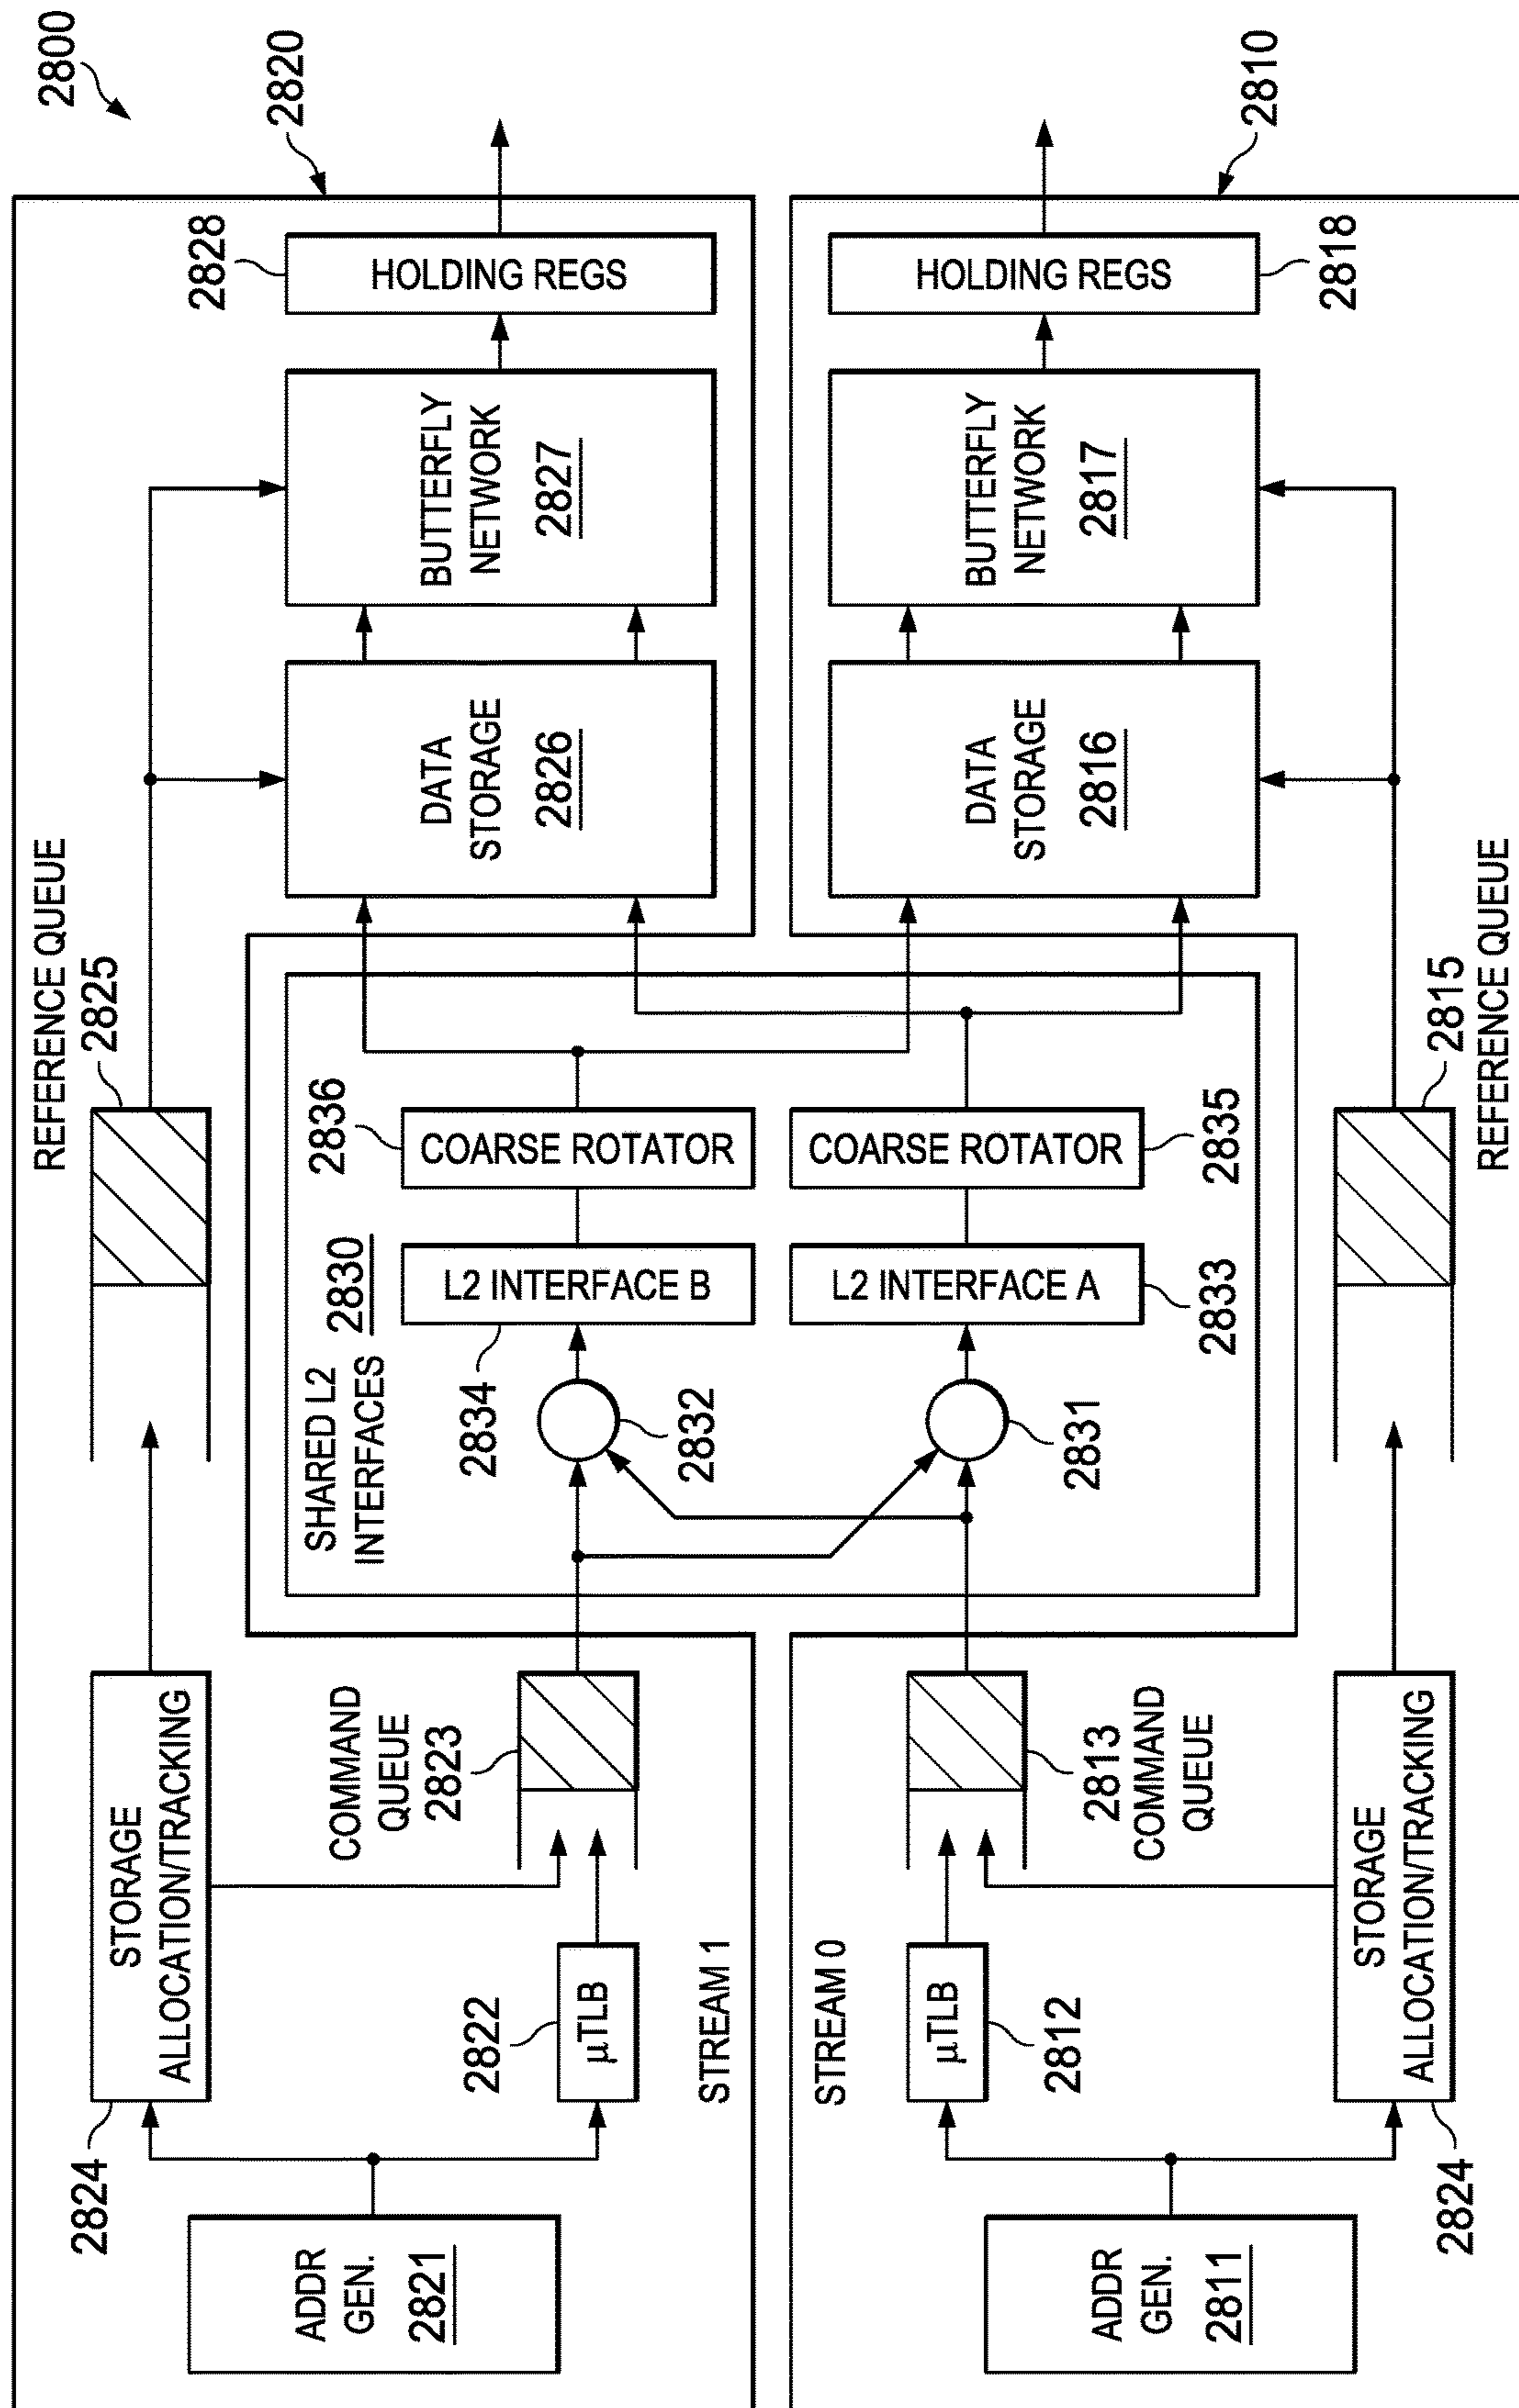 2800
2820
2810
ADDR
GEN.
2821
2824
STORAGE
ALLOCATION/TRACKING
2822
µTLB
STREAM 1
COMMAND
QUEUE
2823
REFERENCE QUEUE
2825
SHARED L2
INTERFACES
2830
2832
2834
L2 INTERFACE B
2836
COARSE ROTATOR
DATA
STORAGE
2826
BUTTERFLY
NETWORK
2827
2828
HOLDING REGS
2831
L2 INTERFACE A
2833
COARSE ROTATOR
2835
STREAM 0
ADDR
GEN.
2811
µTLB
2812
2813
COMMAND
QUEUE
STORAGE
ALLOCATION/TRACKING
2824
2815
REFERENCE QUEUE
DATA
STORAGE
2816
BUTTERFLY
NETWORK
2817
HOLDING REGS
2818